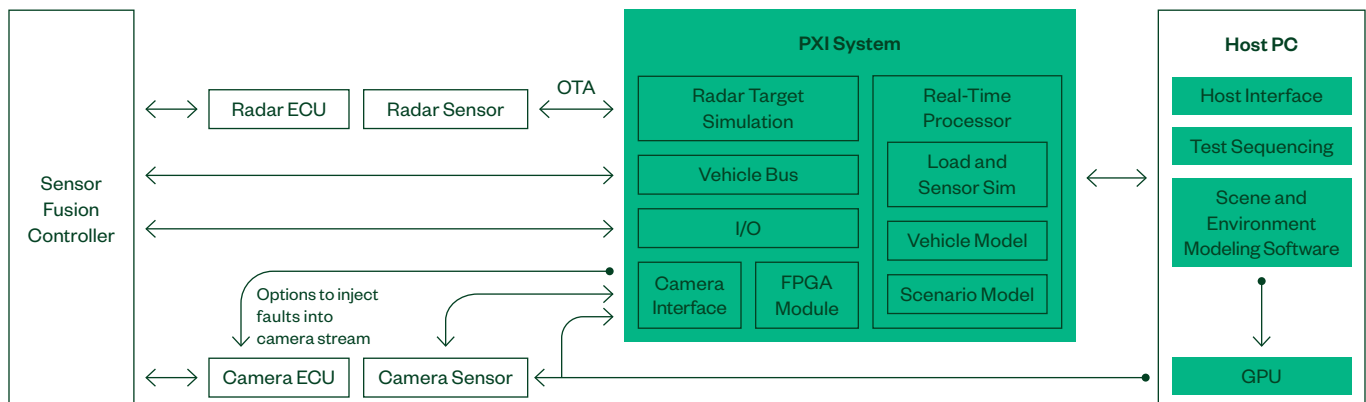 Sensor
Fusion
Controller
Radar ECU
Radar Sensor
OTA
Options to inject
faults into
camera stream
Camera ECU
Camera Sensor
PXI System
Radar Target
Simulation
Vehicle Bus
I/O
Camera
Interface
FPGA
Module
Real-Time
Processor
Load and
Sensor Sim
Vehicle Model
Scenario Model
Host PC
Host Interface
Test Sequencing
Scene and
Environment
Modeling Software
GPU